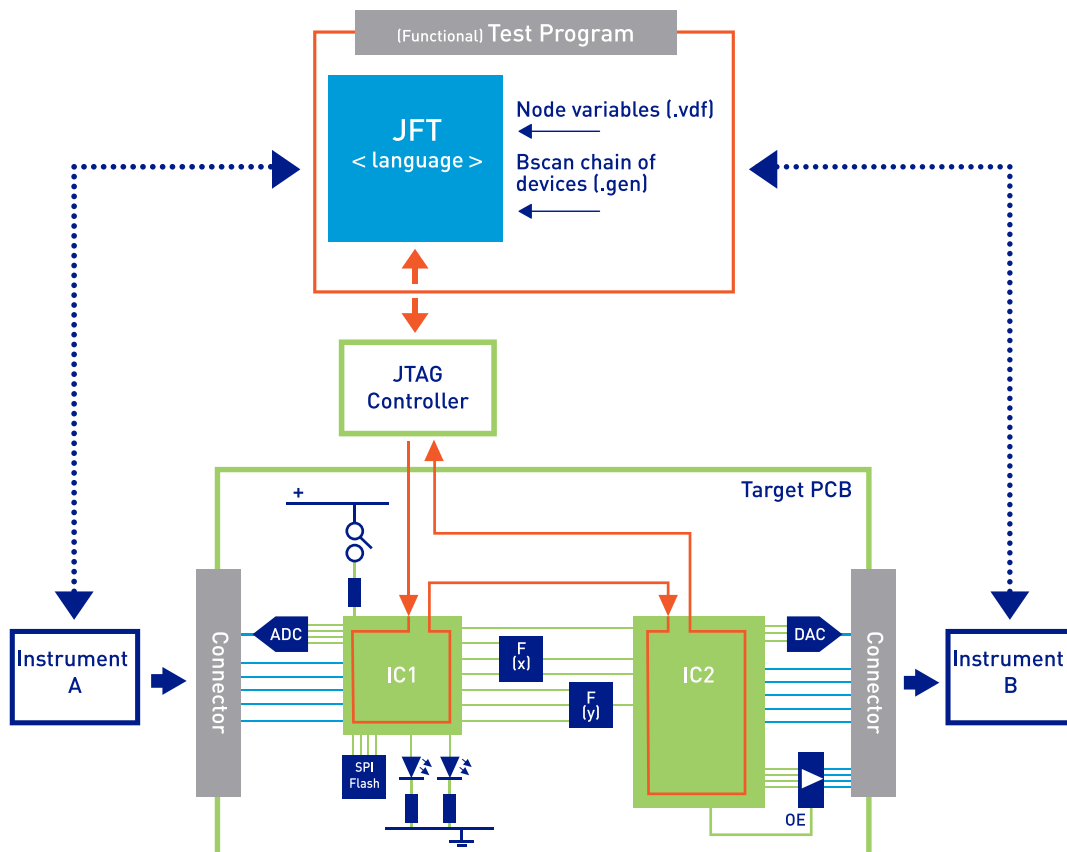 (Functional) Test Program
JFT
< language >
Node variables (.vdf)
Bscan chain of
devices (.gen)
JTAG
Controller
Target PCB
+
Instrument
A
Connector
ADC
IC1
F
(x)
F
(y)
IC2
DAC
Connector
Instrument
B
SPI
Flash
OE